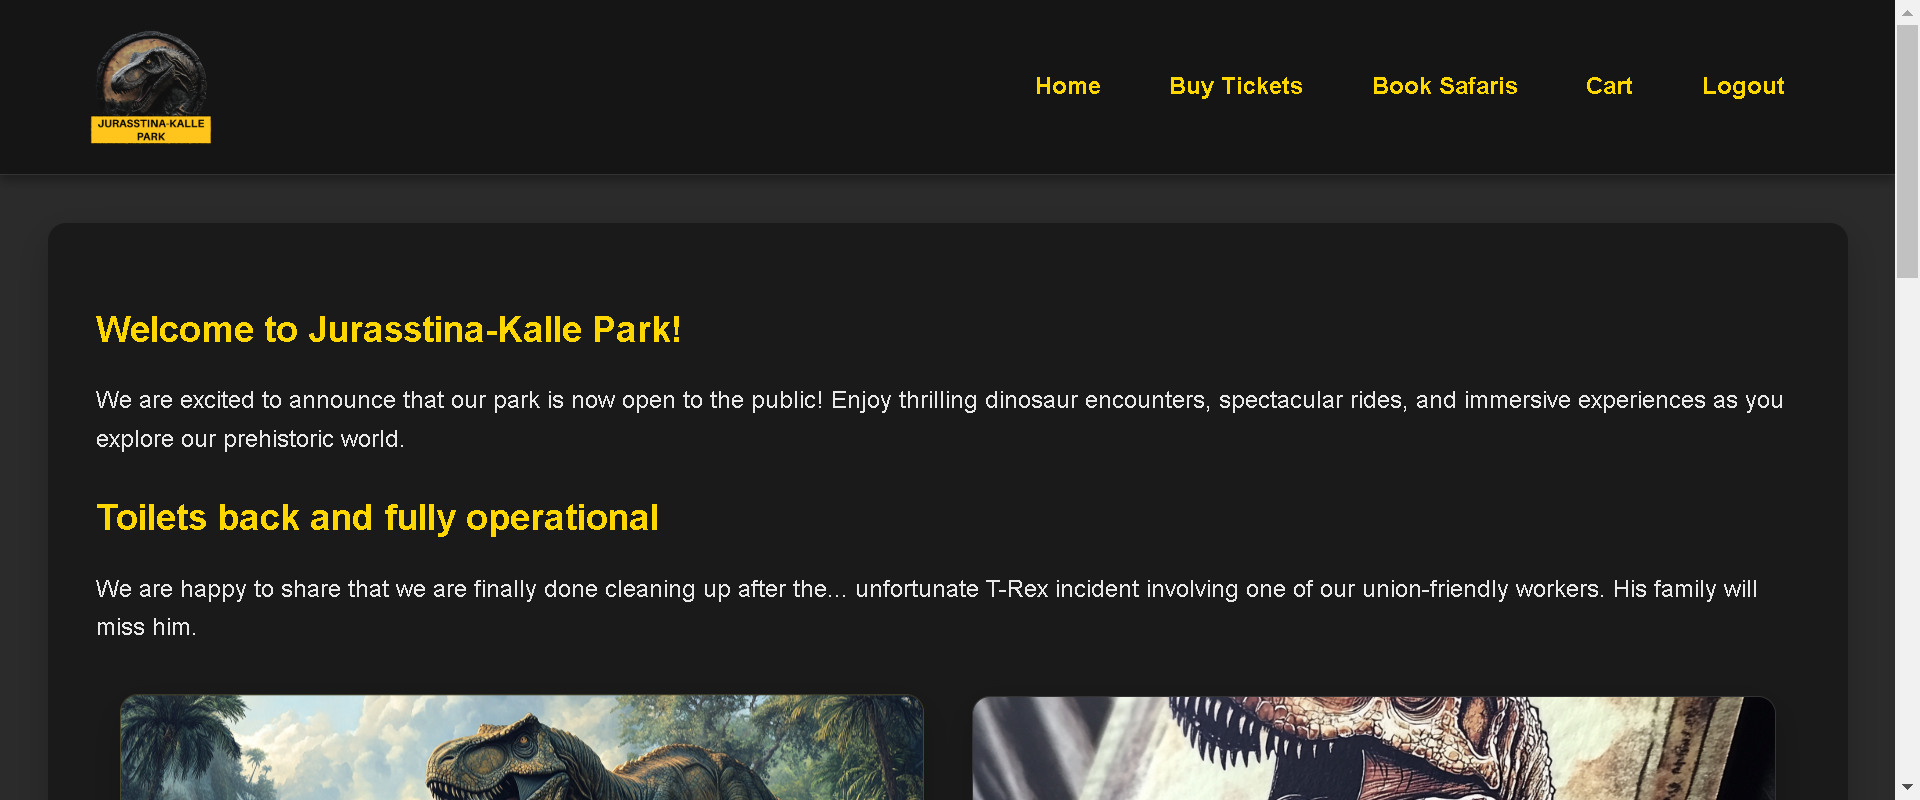 JURASSTINA-KALLE
PARK
Home
Buy Tickets
Book Safaris
Cart
Logout
Welcome to Jurasstina-Kalle Park!
We are excited to announce that our park is now open to the public! Enjoy thrilling dinosaur encounters, spectacular rides, and immersive experiences as you
explore our prehistoric world.
Toilets back and fully operational
We are happy to share that we are finally done cleaning up after the... unfortunate T-Rex incident involving one of our union-friendly workers. His family will
miss him.